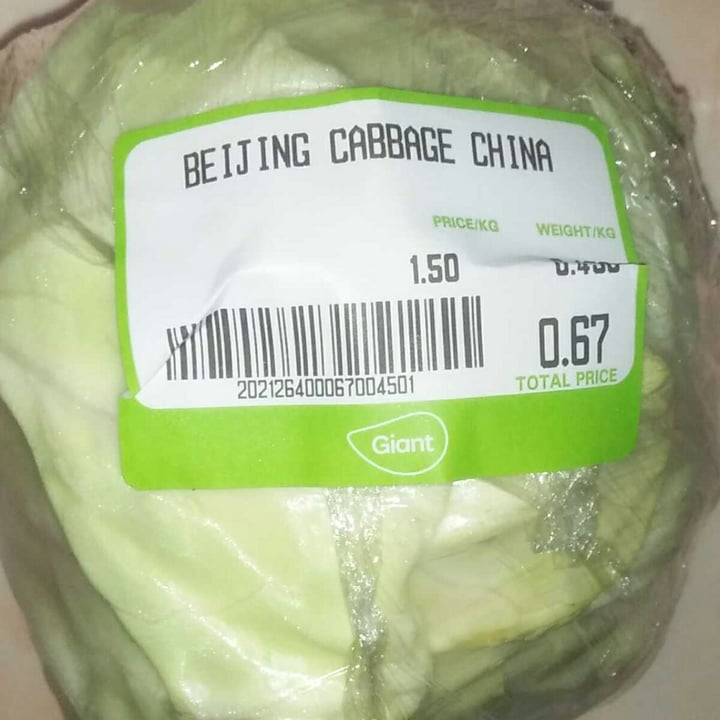 BEIJING CABBAGE CHINA
PRICE/KG WEIGHT/KG
1.50
0.67
202126400067004501
TOTAL PRICE
Giant